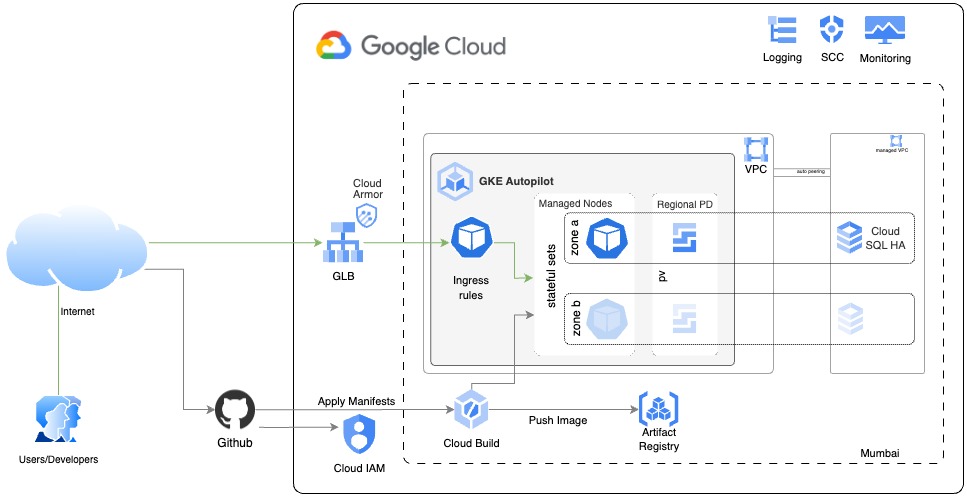 Google Cloud
Logging
SCC
Monitoring
VPC
managed VPC
auto peering
GKE Autopilot
Cloud
Armor
Managed Nodes
Regional PD
zone a
Cloud
SQL HA
GLB
Ingress
rules
stateful sets
pv
zone b
Internet
Apply Manifests
Push Image
Github
Cloud Build
Artifact
Registry
Mumbai
Users/Developers
Cloud IAM